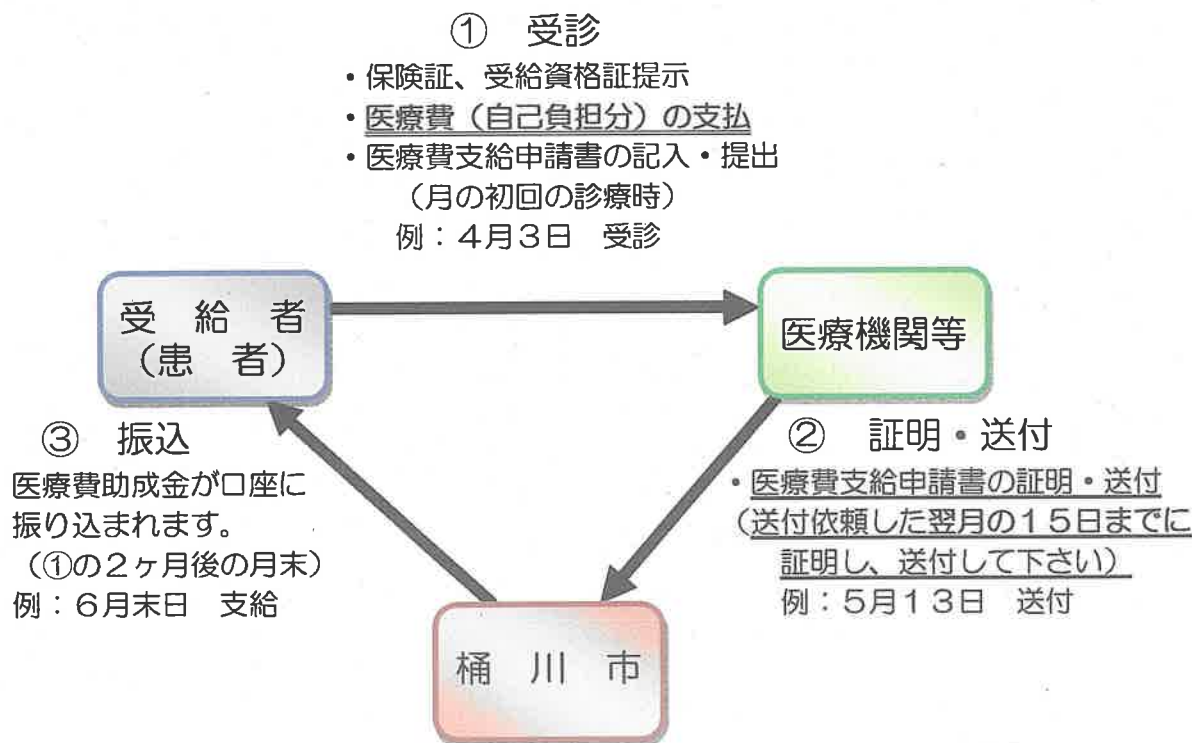 ① 受診
・保険証、受給資格証提示
・医療費（自己負担分）の支払
・医療費支給申請書の記入・提出
（月の初回の診療時）
例：４月３日　受診
受　給　者
（患　者）
医療機関等
③　振込
医療費助成金が口座に
振り込まれます。
（①の２ヶ月後の月末）
例：６月末日　支給
②　証明・送付
・医療費支給申請書の証明・送付
（送付依頼した翌月の１５日までに
証明し、送付して下さい）
例：５月１３日　送付
桶　川　市